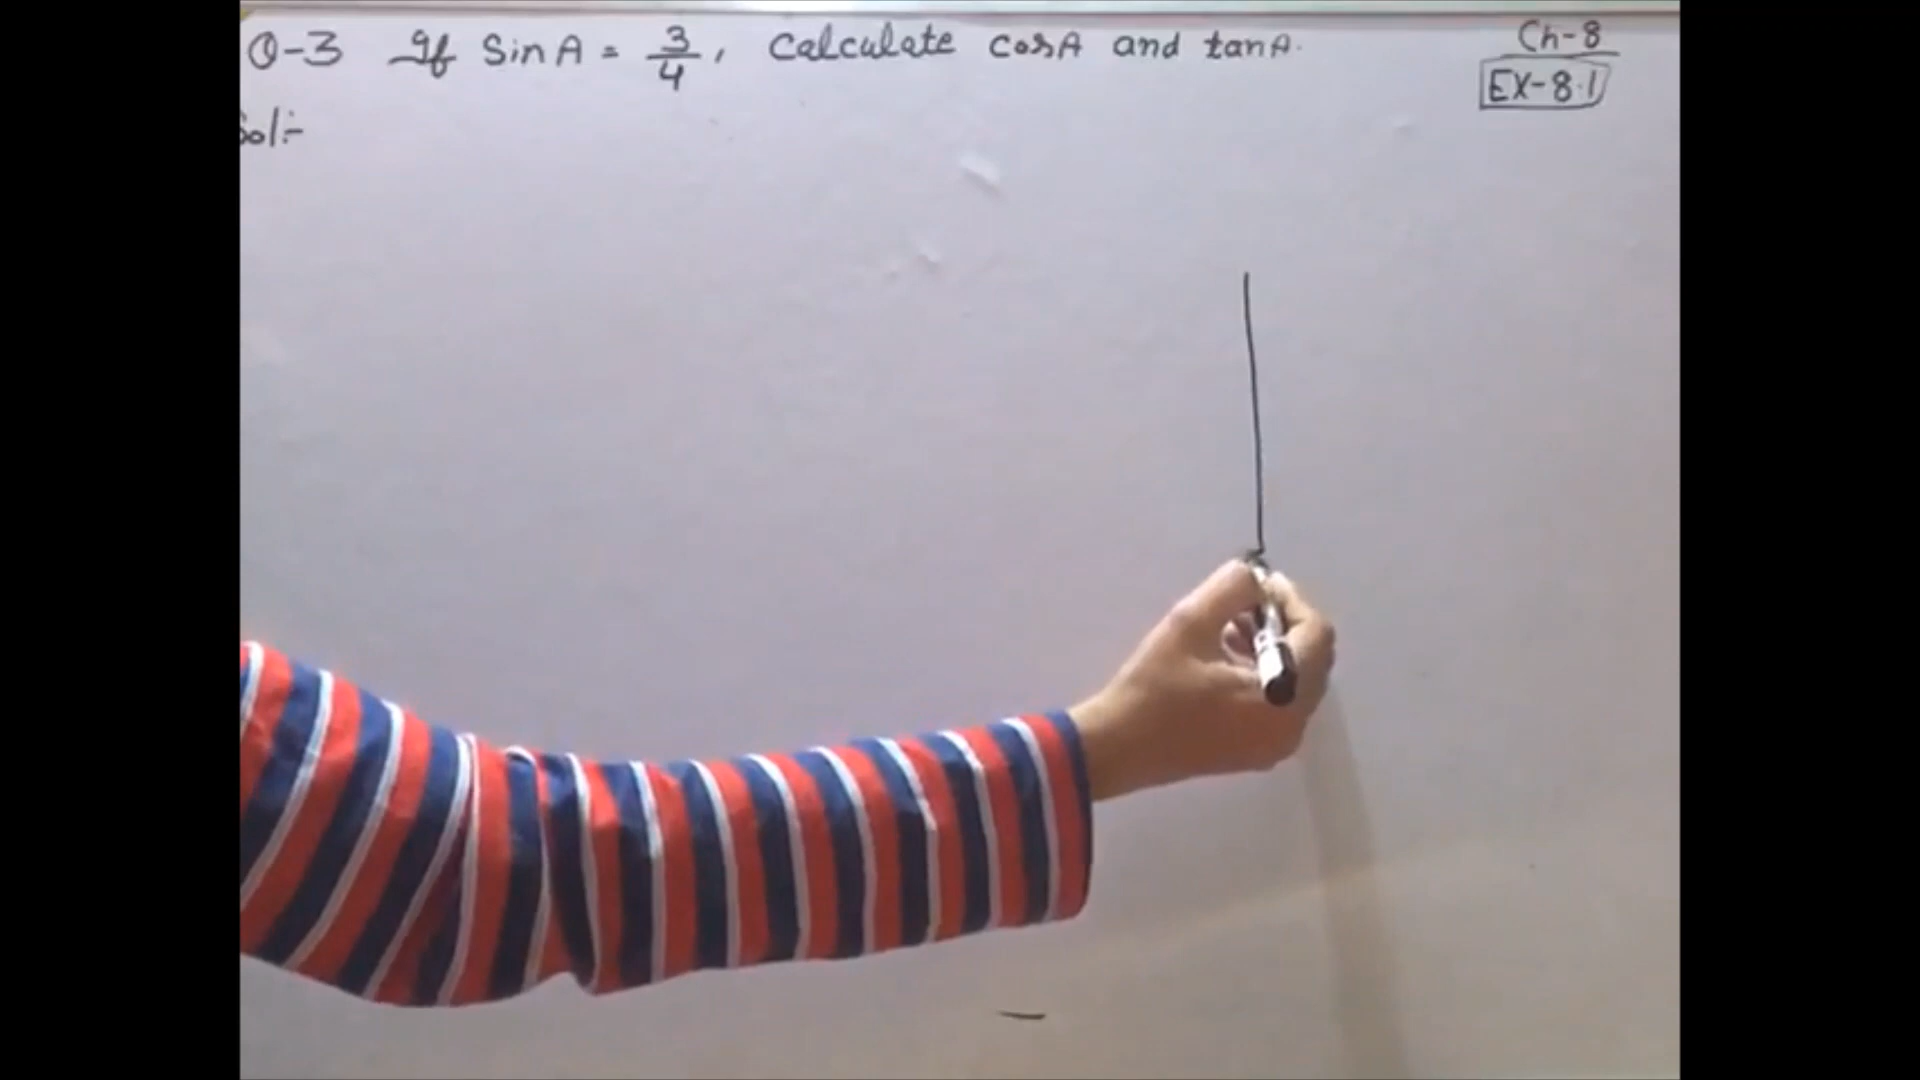 Q-3 If Sin A = 3/4, Calculate cosA and tanA.
Ch-8
EX-8.1
Sol:-